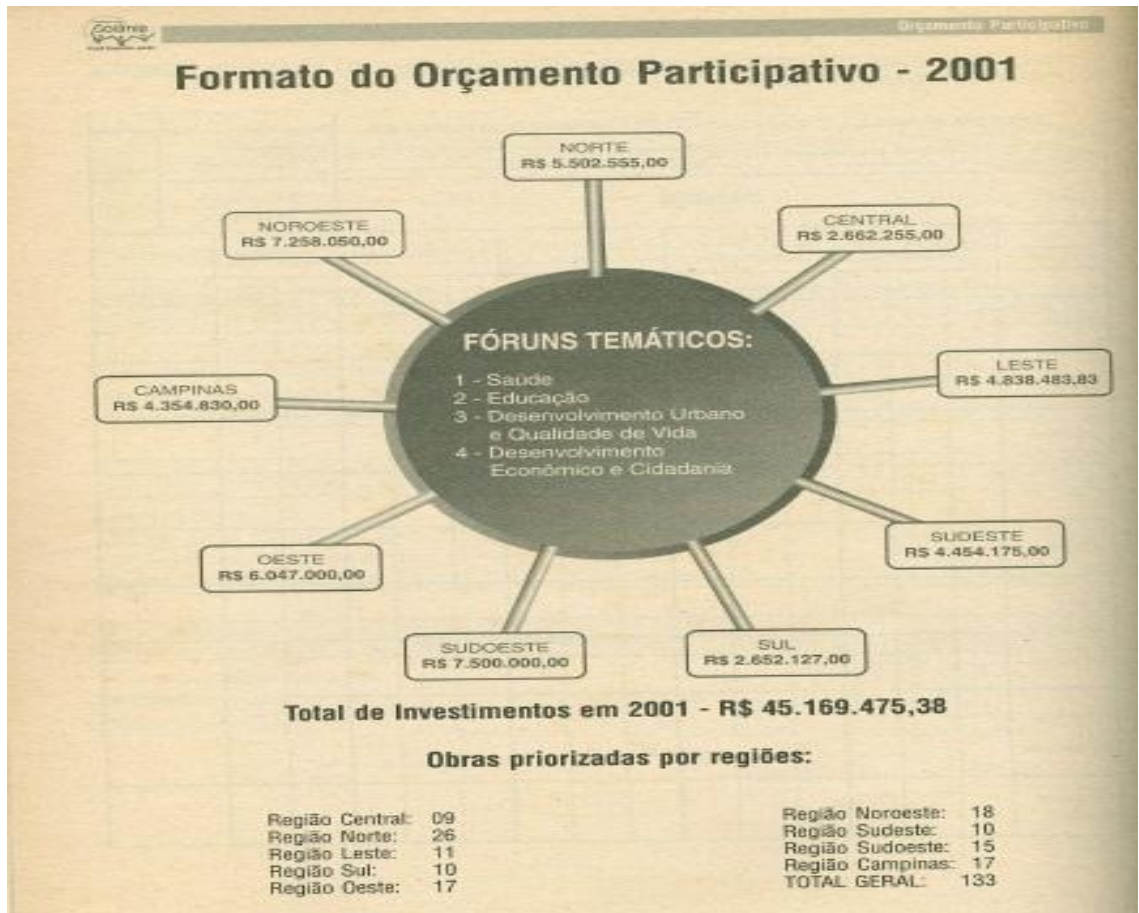 Goiânia
Orçamento Participativo
Formato do Orçamento Participativo - 2001
NORTE
R$ 5.502.555,00
NOROESTE
R$ 7.258.050,00
CENTRAL
R$ 2.662.255,00
FÓRUNS TEMÁTICOS:
1 - Saúde
2 - Educação
3 - Desenvolvimento Urbano
e Qualidade de Vida
4 - Desenvolvimento
Econômico e Cidadania
LESTE
R$ 4.838.483,83
CAMPINAS
R$ 4.354.830,00
SUDESTE
R$ 4.454.175,00
OESTE
R$ 6.047.000,00
SUDOESTE
R$ 7.500.000,00
SUL
R$ 2.652.127,00
Total de Investimentos em 2001 - R$ 45.169.475,38
Obras priorizadas por regiões:
Região Central: 09
Região Norte: 26
Região Leste: 11
Região Sul: 10
Região Oeste: 17
Região Noroeste: 18
Região Sudeste: 10
Região Sudoeste: 15
Região Campinas: 17
TOTAL GERAL: 133